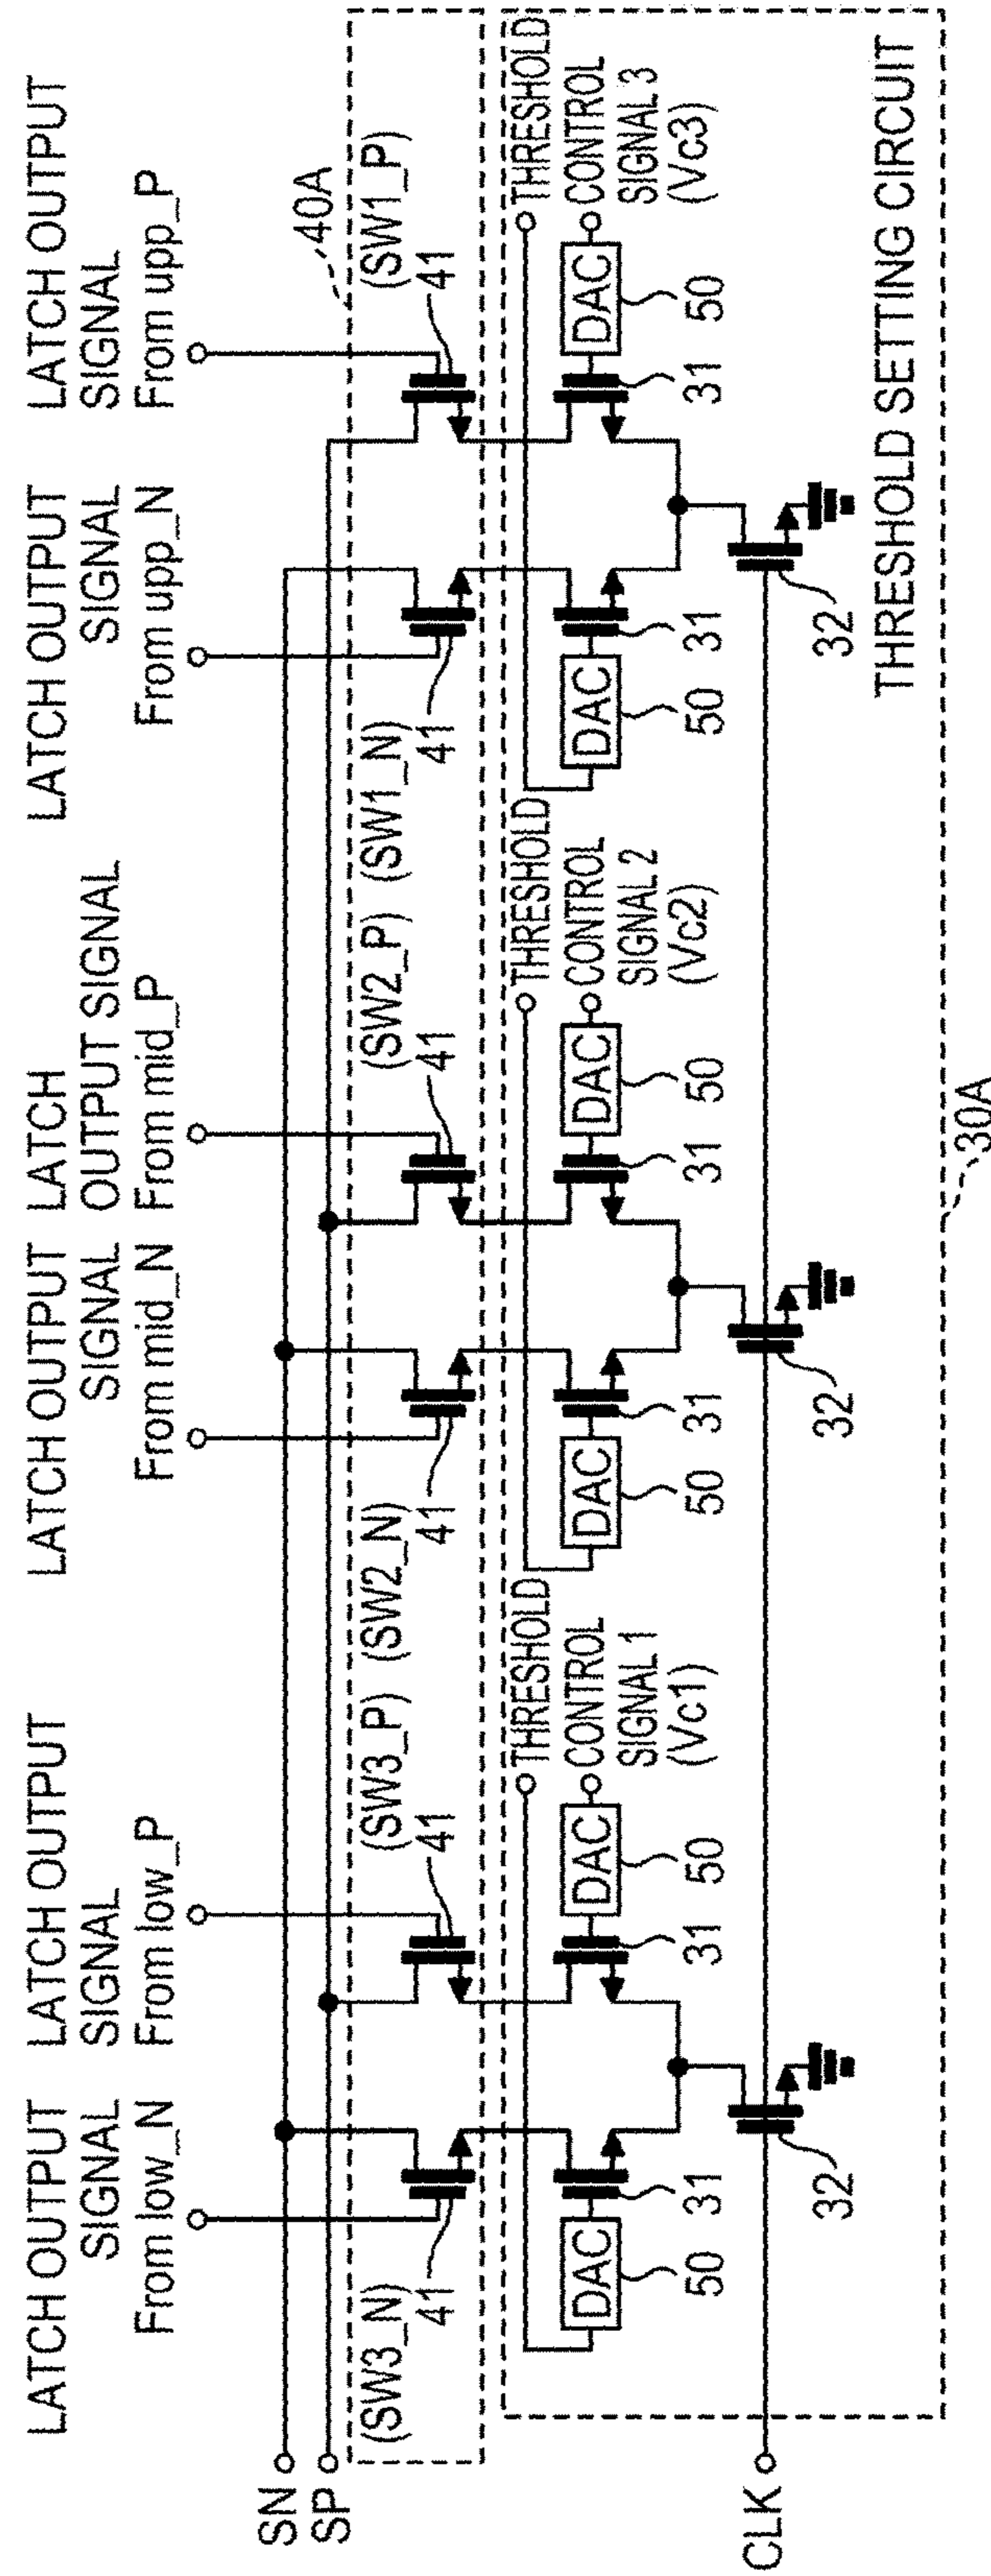 LATCH OUTPUT
SIGNAL
From low_N
LATCH OUTPUT
SIGNAL
From low_P
LATCH OUTPUT
SIGNAL
From mid_N
LATCH
OUTPUT SIGNAL
From mid_P
LATCH OUTPUT
SIGNAL
From upp_N
LATCH OUTPUT
SIGNAL
From upp_P
SN
SP
40A
(SW3_N)
41
(SW3_P)
41
(SW2_N)
41
(SW2_P)
41
(SW1_N)
41
(SW1_P)
41
THRESHOLD
CONTROL
SIGNAL 1
(Vc1)
THRESHOLD
CONTROL
SIGNAL 2
(Vc2)
THRESHOLD
CONTROL
SIGNAL 3
(Vc3)
DAC
50
31
DAC
50
31
DAC
50
31
DAC
50
31
DAC
50
31
DAC
50
31
CLK
32
32
32
THRESHOLD SETTING CIRCUIT
30A